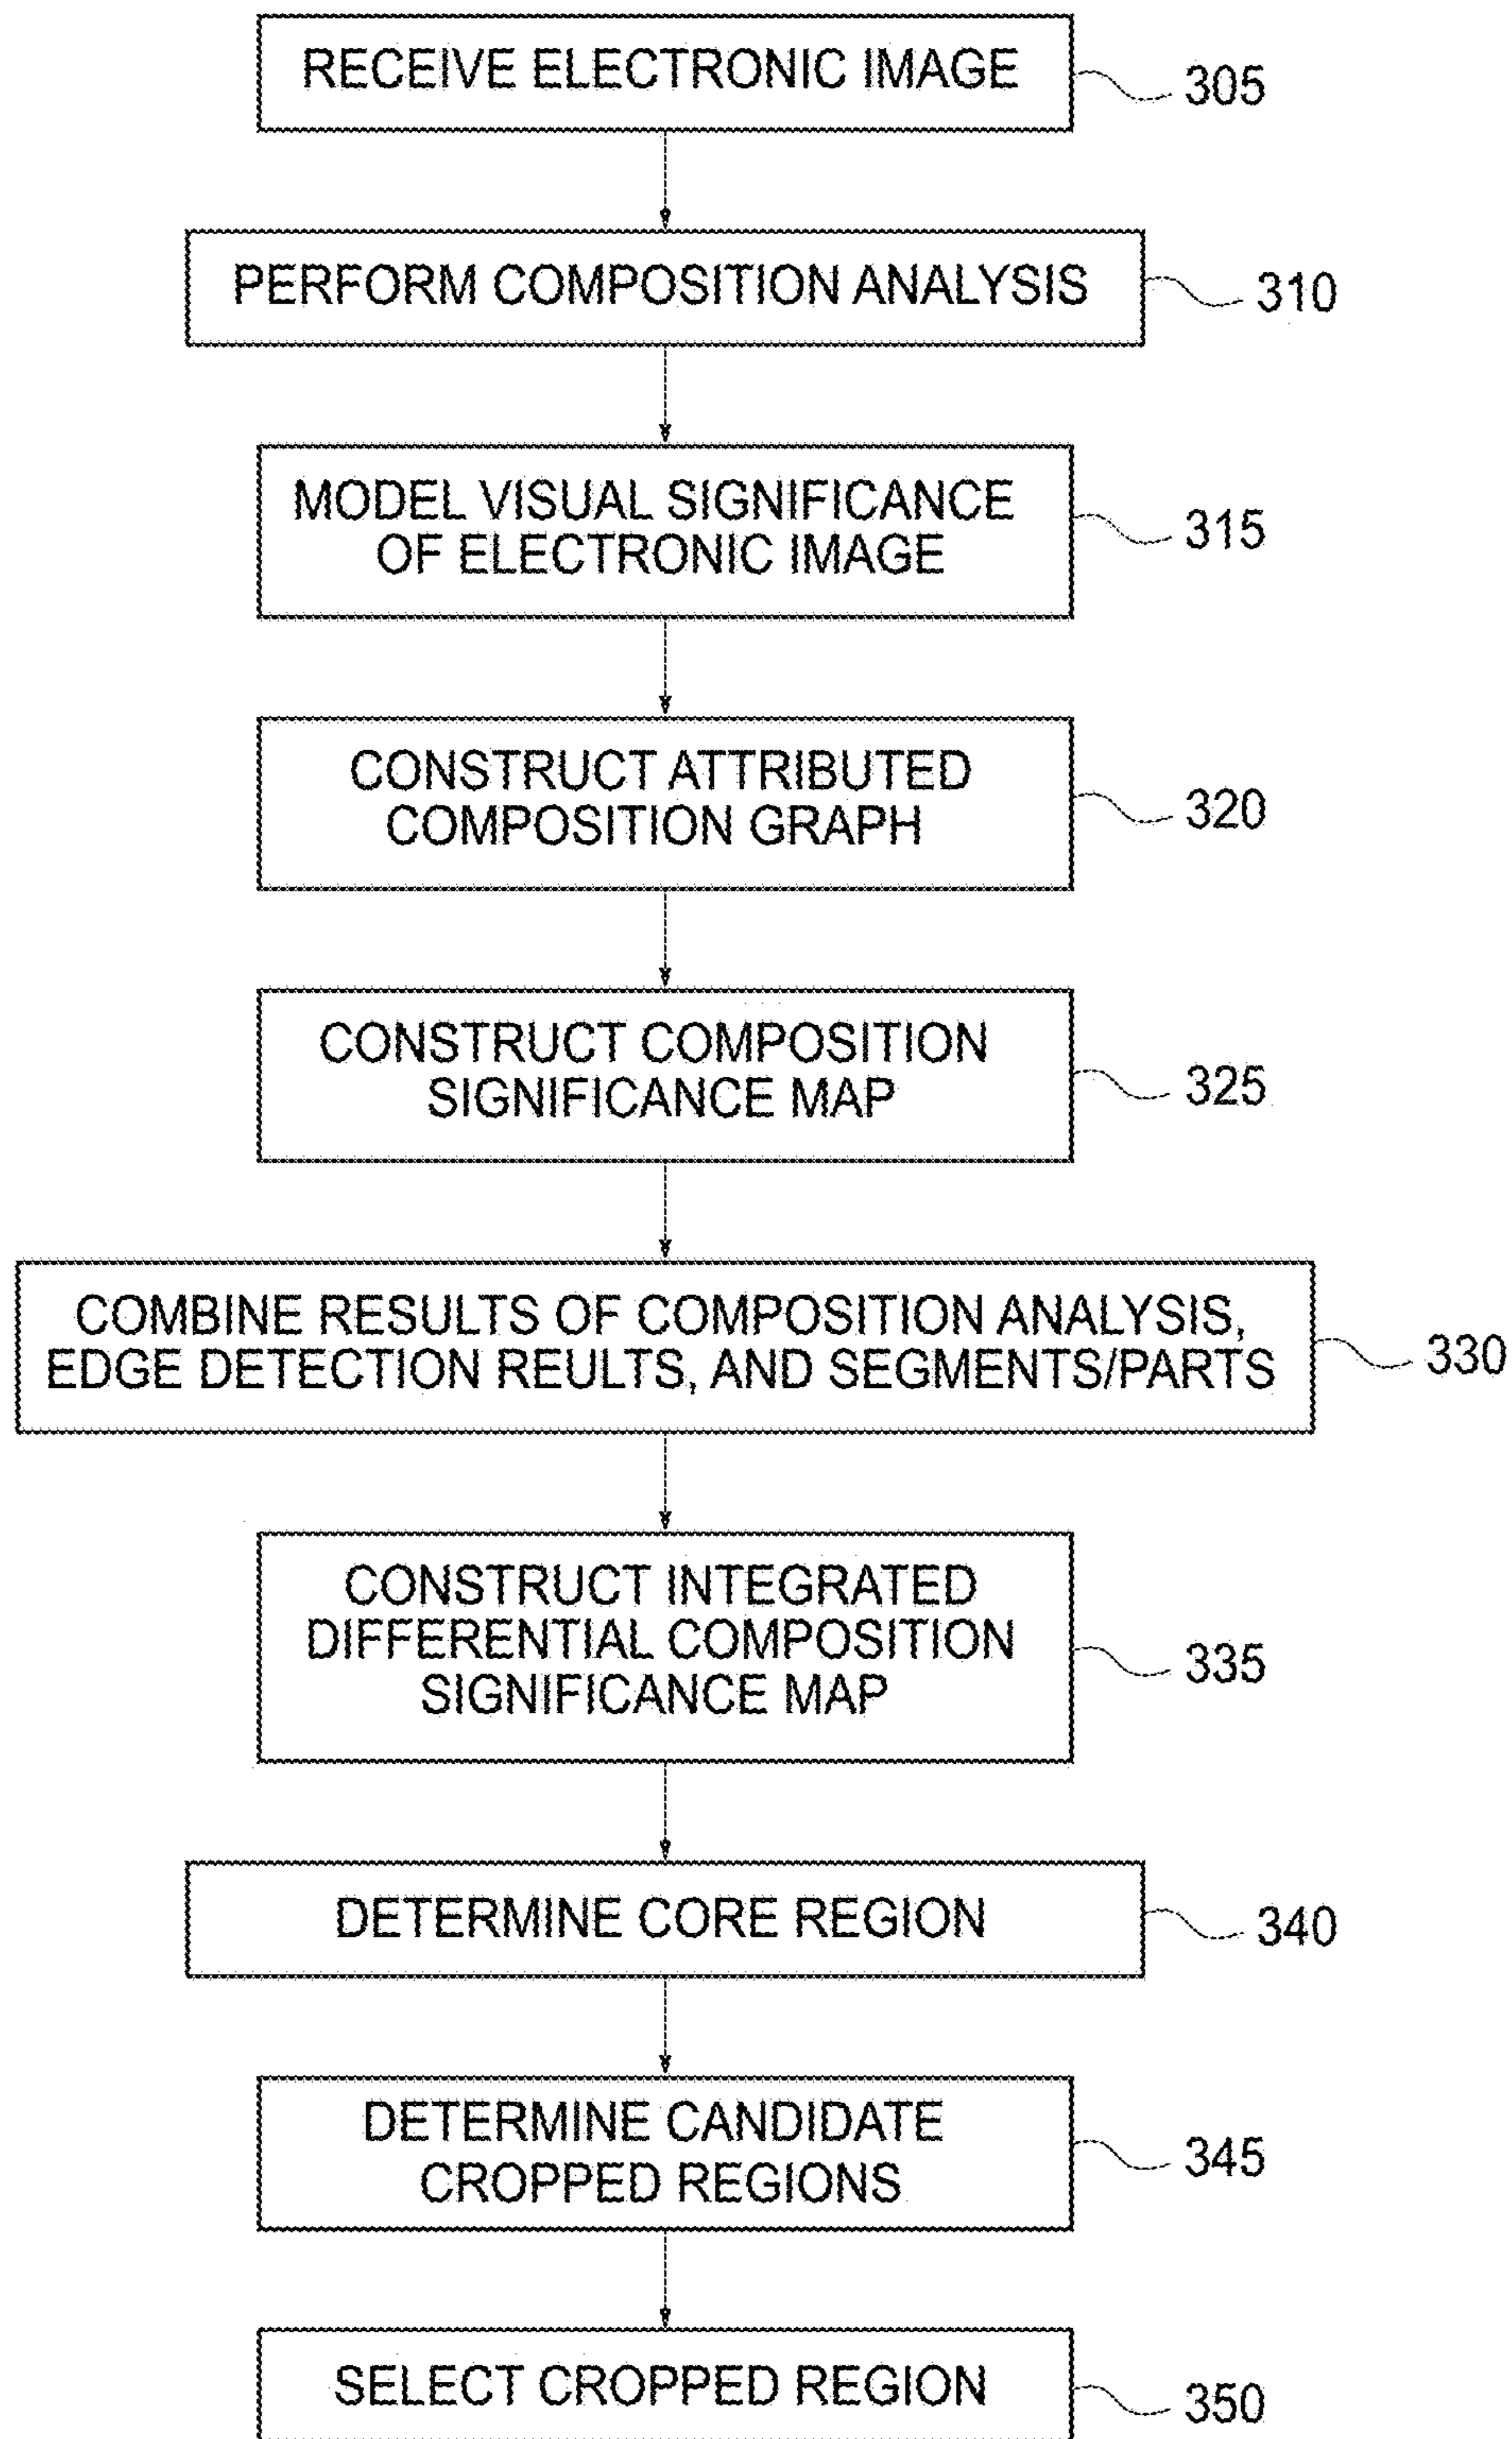 RECEIVE ELECTRONIC IMAGE
305
PERFORM COMPOSITION ANALYSIS
310
MODEL VISUAL SIGNIFICANCE
OF ELECTRONIC IMAGE
315
CONSTRUCT ATTRIBUTED
COMPOSITION GRAPH
320
CONSTRUCT COMPOSITION
SIGNIFICANCE MAP
325
COMBINE RESULTS OF COMPOSITION ANALYSIS,
EDGE DETECTION REULTS, AND SEGMENTS/PARTS
330
CONSTRUCT INTEGRATED
DIFFERENTIAL COMPOSITION
SIGNIFICANCE MAP
335
DETERMINE CORE REGION
340
DETERMINE CANDIDATE
CROPPED REGIONS
345
SELECT CROPPED REGION
350